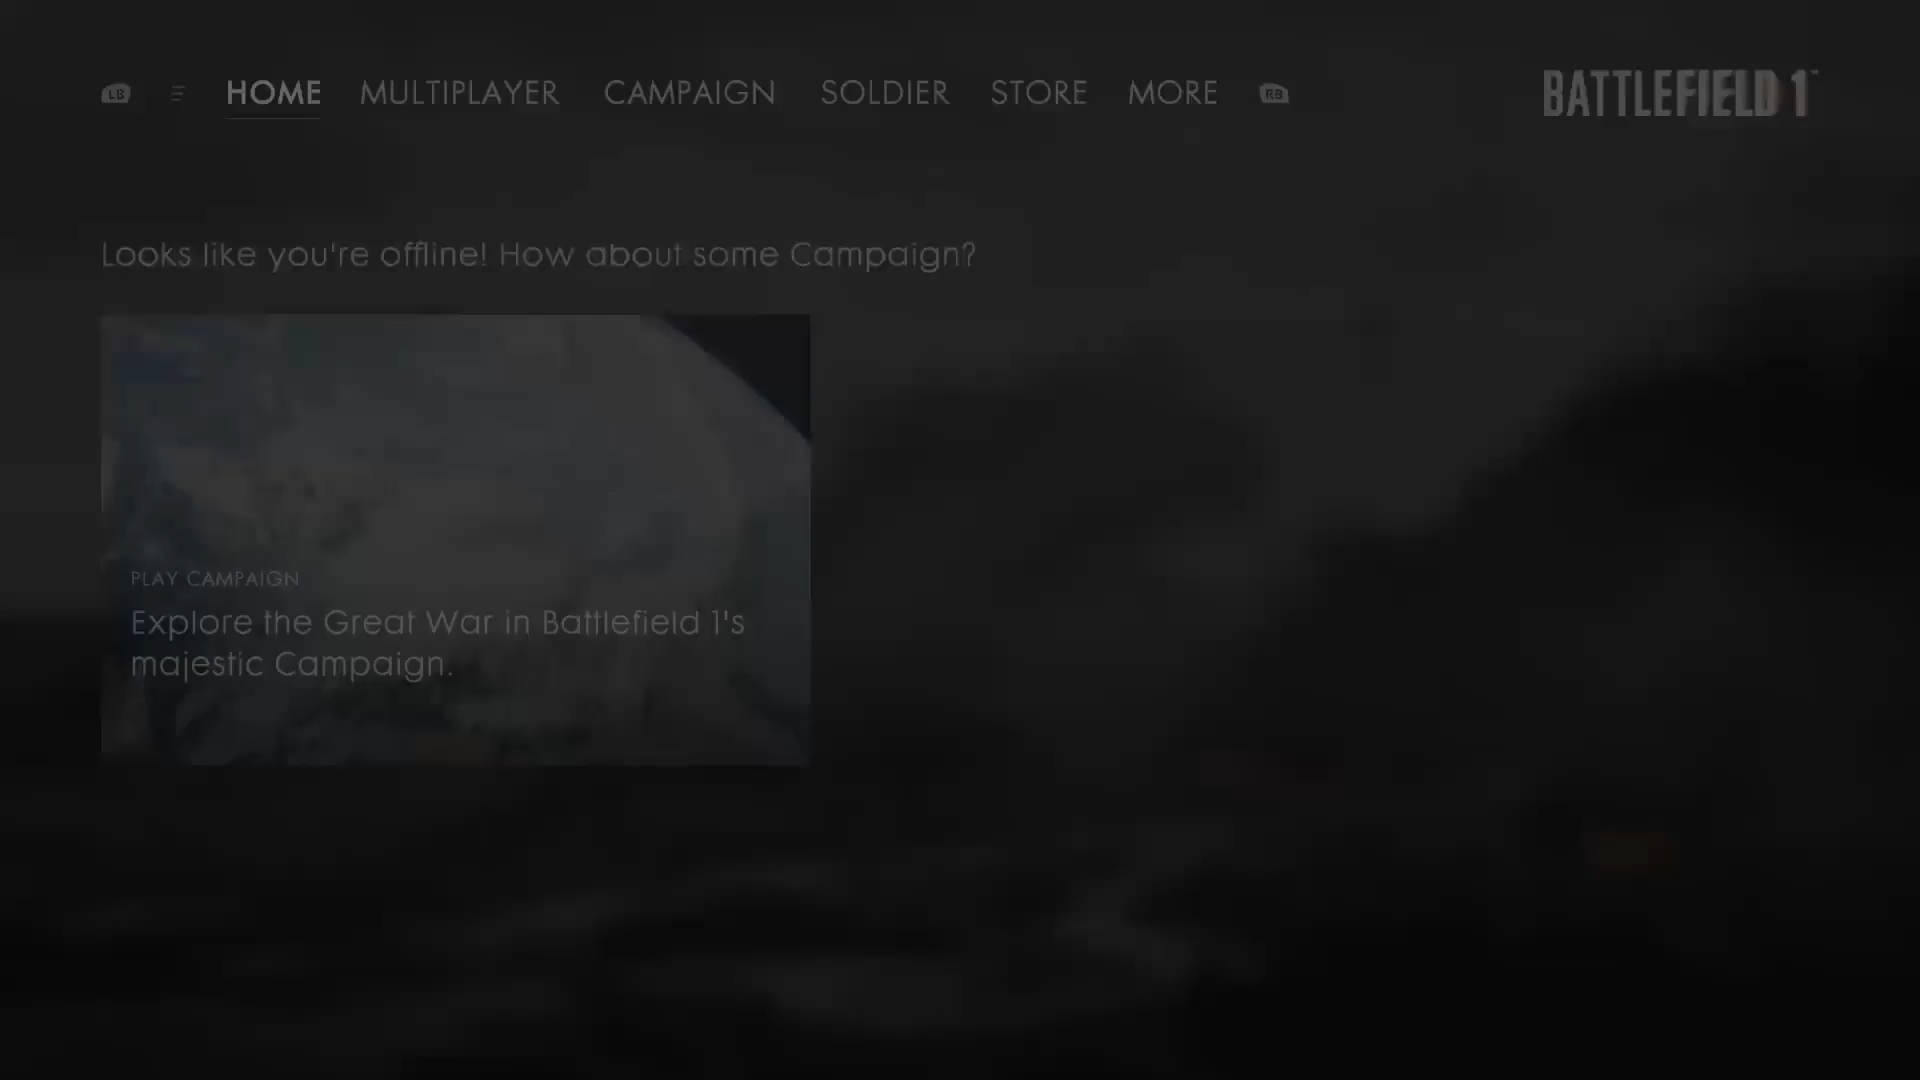 LB HOME MULTIPLAYER CAMPAIGN SOLDIER STORE MORE RB BATTLEFIELD 1™
Looks like you're offline! How about some Campaign?
PLAY CAMPAIGN
Explore the Great War in Battlefield 1's
majestic Campaign.